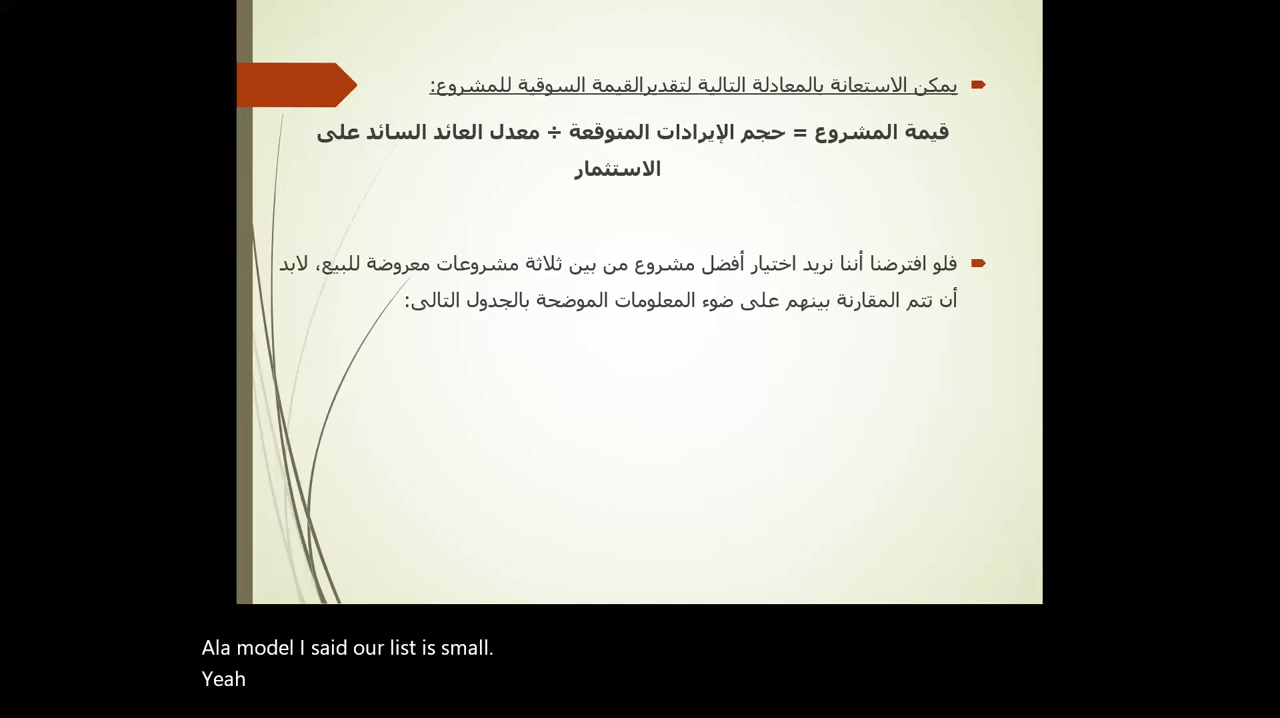 يمكن الاستعانة بالمعادلة التالية لتقديرالقيمة السوقية للمشروع:
قيمة المشروع = حجم الإيرادات المتوقعة ÷ معدل العائد السائد على
الاستثمار
فلو افترضنا أننا نريد اختيار أفضل مشروع من بين ثلاثة مشروعات معروضة للبيع، لابد
أن تتم المقارنة بينهم على ضوء المعلومات الموضحة بالجدول التالى:
Ala model I said our list is small.
Yeah